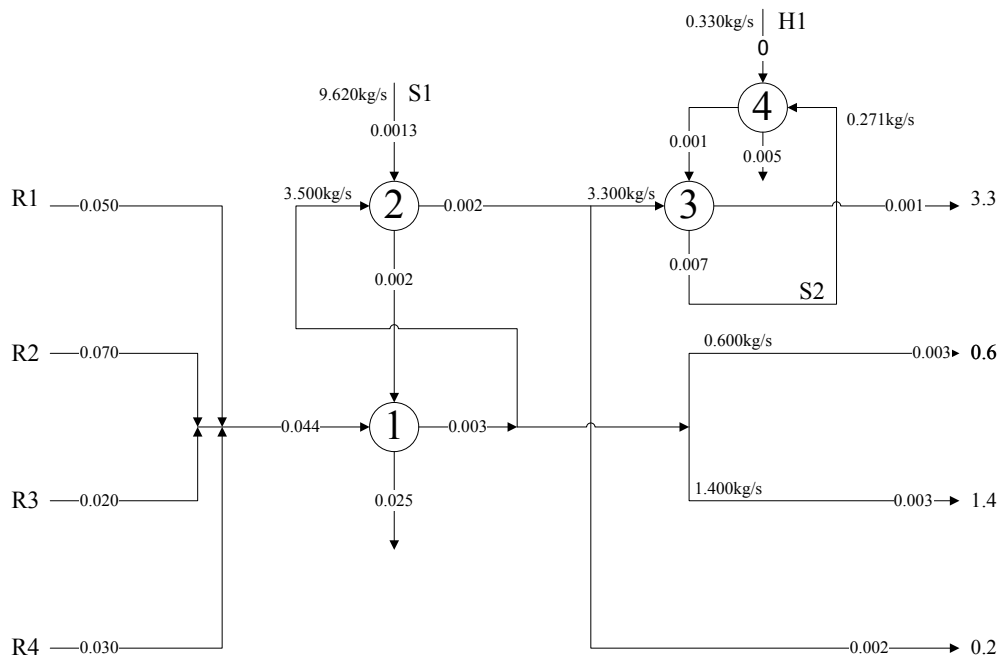 0.330kg/s H1
0
9.620kg/s S1
4
0.271kg/s
0.0013
0.001
0.005
R1 0.050
3.500kg/s 2 0.002
3.300kg/s 3 0.001 3.3
0.002
0.007
S2
R2 0.070
0.600kg/s 0.003 0.6
0.044 1 0.003
1.400kg/s
R3 0.020
0.025
0.003 1.4
R4 0.030
0.002 0.2